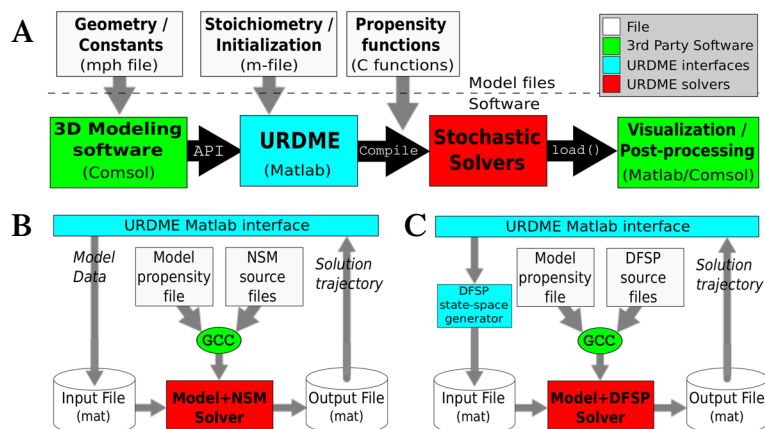 A
Geometry /
Constants
(mph file)
Stoichiometry /
Initialization
(m-file)
Propensity
functions
(C functions)
File
3rd Party Software
URDME interfaces
URDME solvers
Model files
Software
3D Modeling
software
(Comsol)
API
URDME
(Matlab)
Compile
Stochastic
Solvers
load()
Visualization /
Post-processing
(Matlab/Comsol)
B
URDME Matlab interface
Model
Data
Model
propensity
file
NSM
source
files
Solution
trajectory
GCC
Input File
(mat)
Model+NSM
Solver
Output File
(mat)
C
URDME Matlab interface
DFSP
state-space
generator
Model
propensity
file
DFSP
source
files
Solution
trajectory
GCC
Input File
(mat)
Model+DFSP
Solver
Output File
(mat)